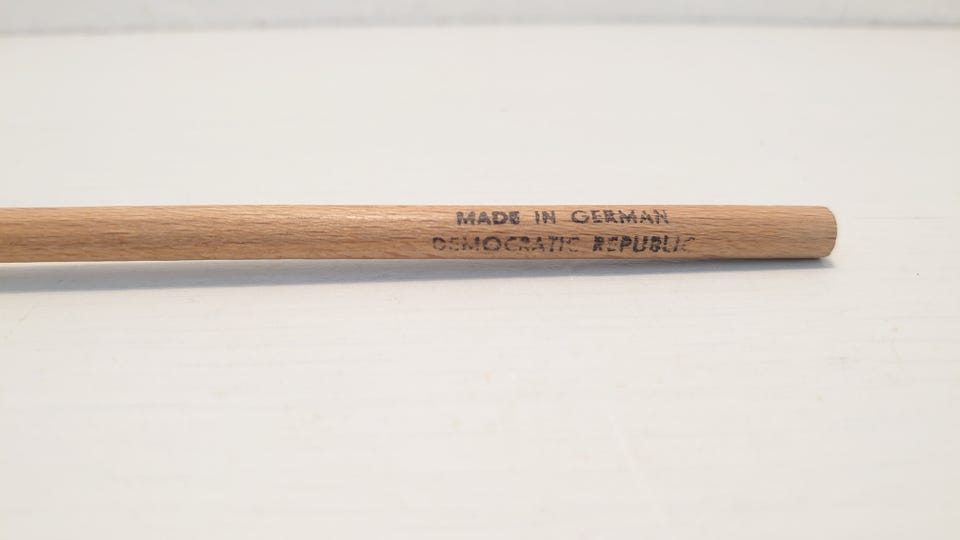 MADE IN GERMAN
DEMOCRATIC REPUBLIC